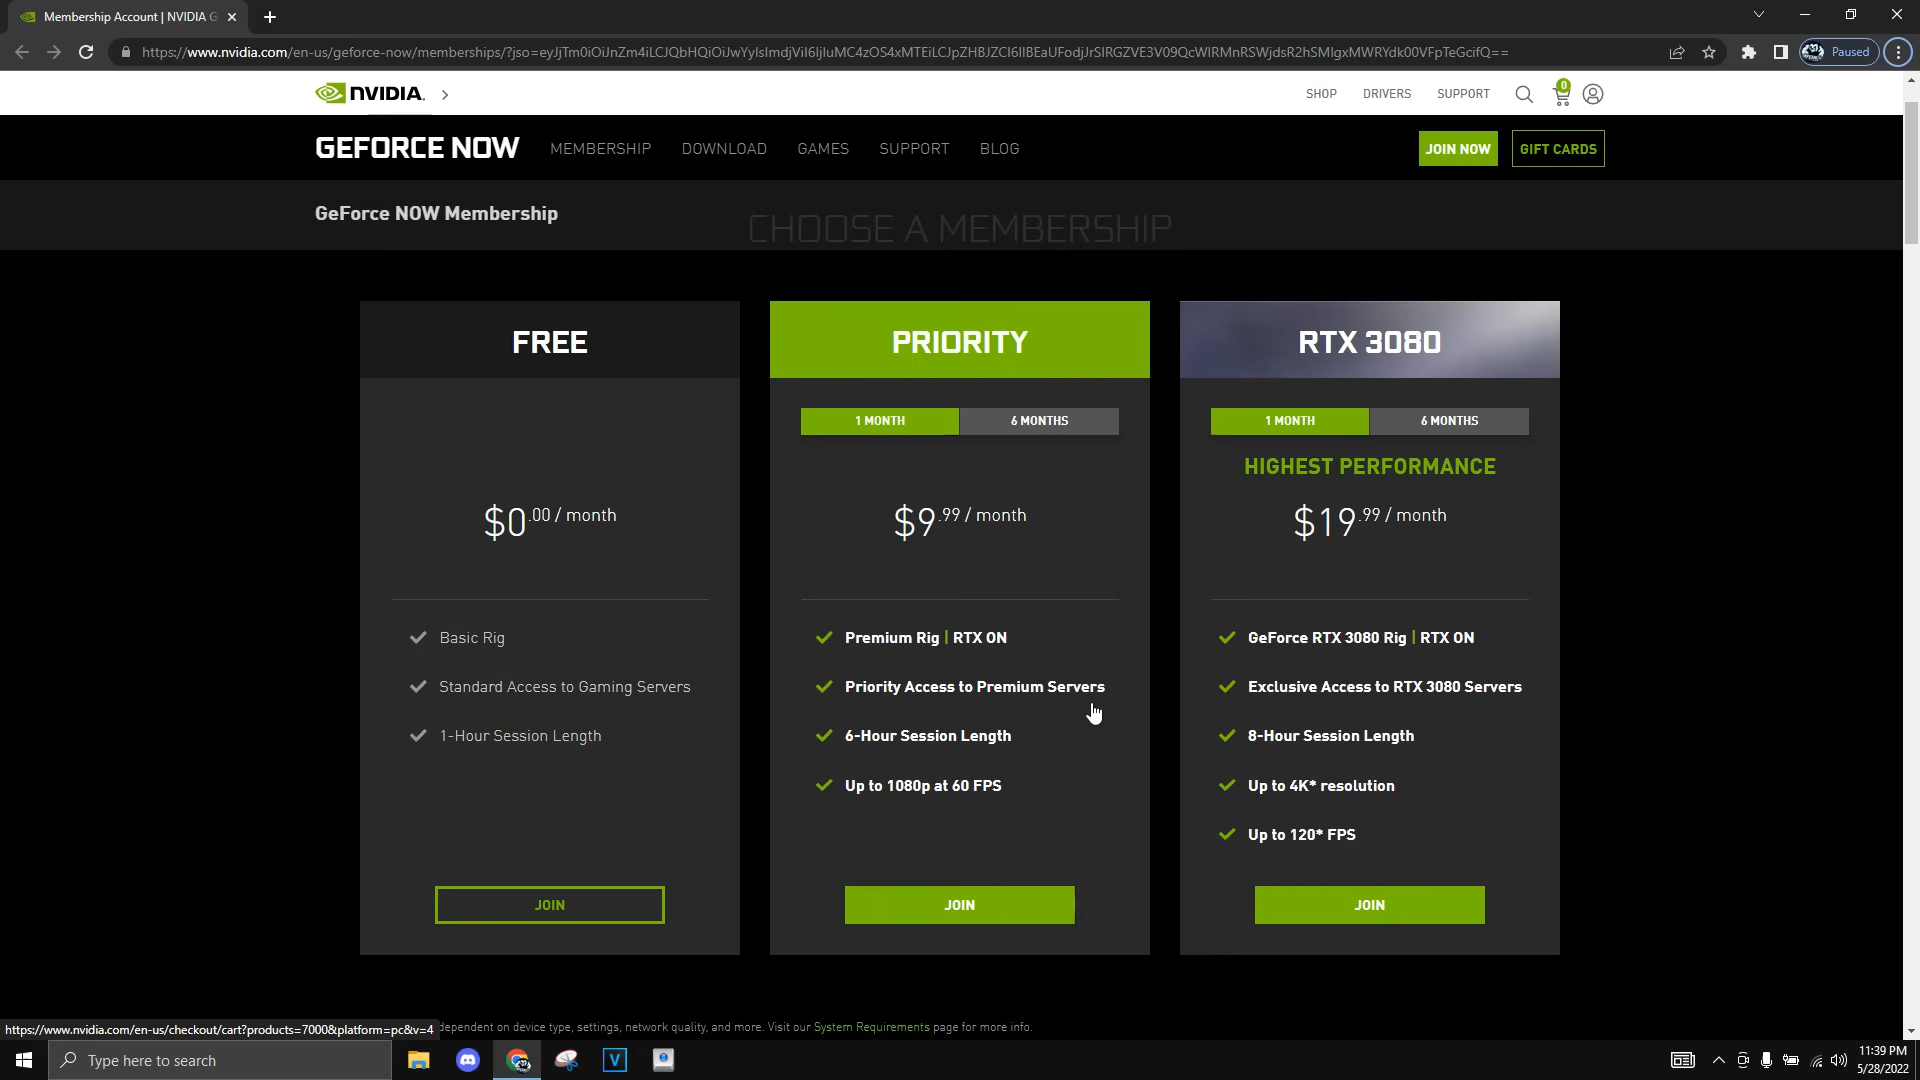 Membership Account | NVIDIA G
https://www.nvidia.com/en-us/geforce-now/memberships/?jso=
Paused
NVIDIA.
SHOP
DRIVERS
SUPPORT
0
GEFORCE NOW
MEMBERSHIP
DOWNLOAD
GAMES
SUPPORT
BLOG
JOIN NOW
GIFT CARDS
GeForce NOW Membership
CHOOSE A MEMBERSHIP
FREE
$0.00 / month
Basic Rig
Standard Access to Gaming Servers
1-Hour Session Length
JOIN
PRIORITY
1 MONTH
6 MONTHS
$9.99 / month
Premium Rig | RTX ON
Priority Access to Premium Servers
6-Hour Session Length
Up to 1080p at 60 FPS
JOIN
RTX 3080
1 MONTH
6 MONTHS
HIGHEST PERFORMANCE
$19.99 / month
GeForce RTX 3080 Rig | RTX ON
Exclusive Access to RTX 3080 Servers
8-Hour Session Length
Up to 4K* resolution
Up to 120* FPS
JOIN
dependent on device type, settings, network quality, and more. Visit our System Requirements page for more info.
https://www.nvidia.com/en-us/checkout/cart?products=7000&platform=pc&v=4
Type here to search
V
11:39 PM
5/28/2022